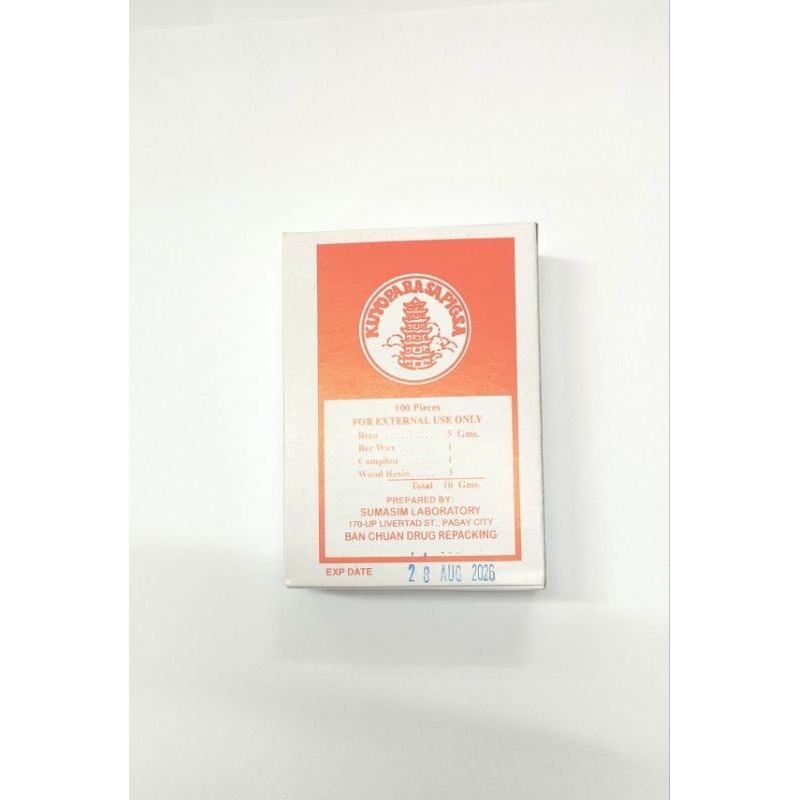 KUYO PARA SA PIGSA
100 Pieces
FOR EXTERNAL USE ONLY
Brea .......... 5 Gms.
Bee Wax ....... 1
Camphor ....... 1
Wood Resin ..... 3
Total 10 Gms.
PREPARED BY:
SUMASIM LABORATORY
170-UP LIVERTAD ST., PASAY CITY
BAN CHUAN DRUG REPACKING
EXP DATE 28 AUG 2026